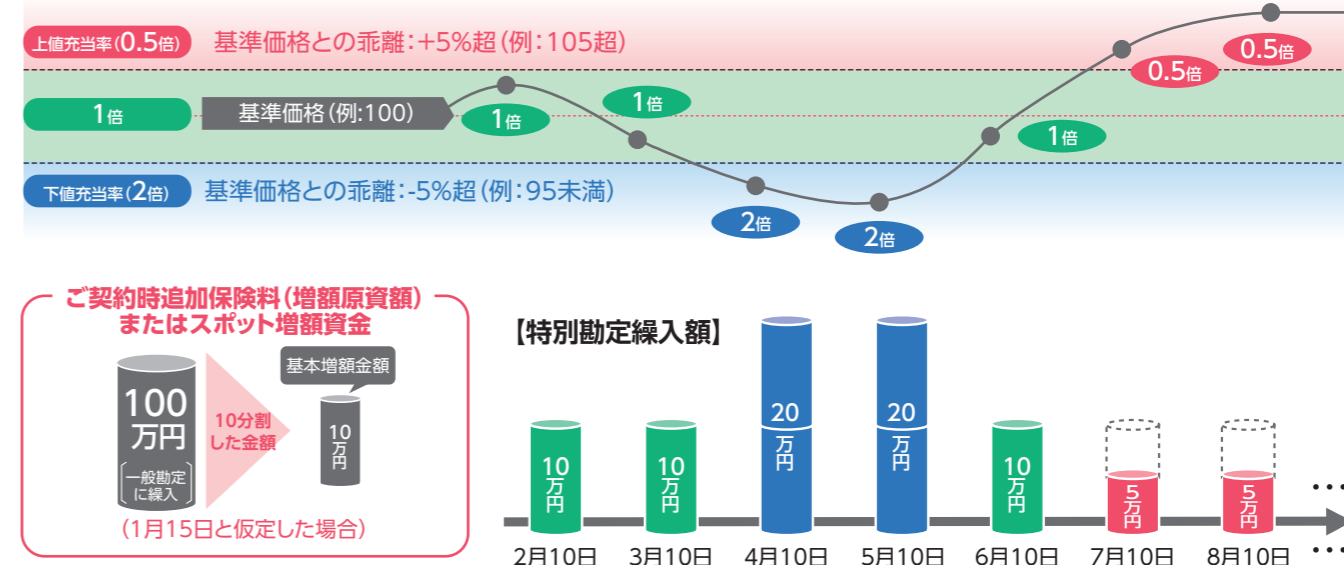 上値充当率(0.5倍)
基準価格との乖離:+5%超(例:105超)
0.5倍
0.5倍
1倍
基準価格(例:100)
1倍
1倍
1倍
下値充当率(2倍)
基準価格との乖離:-5%超(例:95未満)
2倍
2倍
ご契約時追加保険料(増額原資額)
またはスポット増額資金
100
万円
一般勘定
に繰入
10分割
した金額
基本増額金額
10
万円
(1月15日と仮定した場合)
【特別勘定繰入額】
10
万円
10
万円
20
万円
20
万円
10
万円
5
万円
5
万円
…
2月10日 3月10日 4月10日 5月10日 6月10日 7月10日 8月10日 …